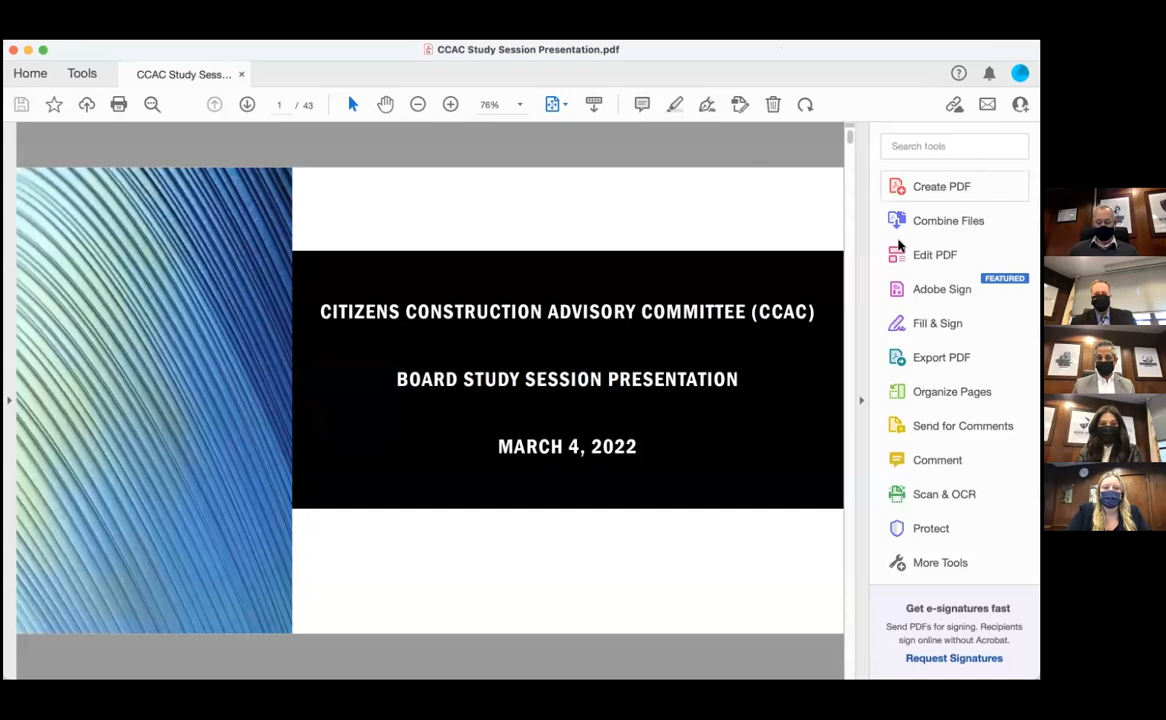 CCAC Study Session Presentation.pdf
Home
Tools
CCAC Study Sess...
1 / 43
76%
Search tools
Create PDF
Combine Files
Edit PDF
FEATURED
Adobe Sign
Fill & Sign
Export PDF
Organize Pages
Send for Comments
Comment
Scan & OCR
Protect
More Tools
Get e-signatures fast
Send PDFs for signing. Recipients
sign online without Acrobat.
Request Signatures
CITIZENS CONSTRUCTION ADVISORY COMMITTEE (CCAC)
BOARD STUDY SESSION PRESENTATION
MARCH 4, 2022